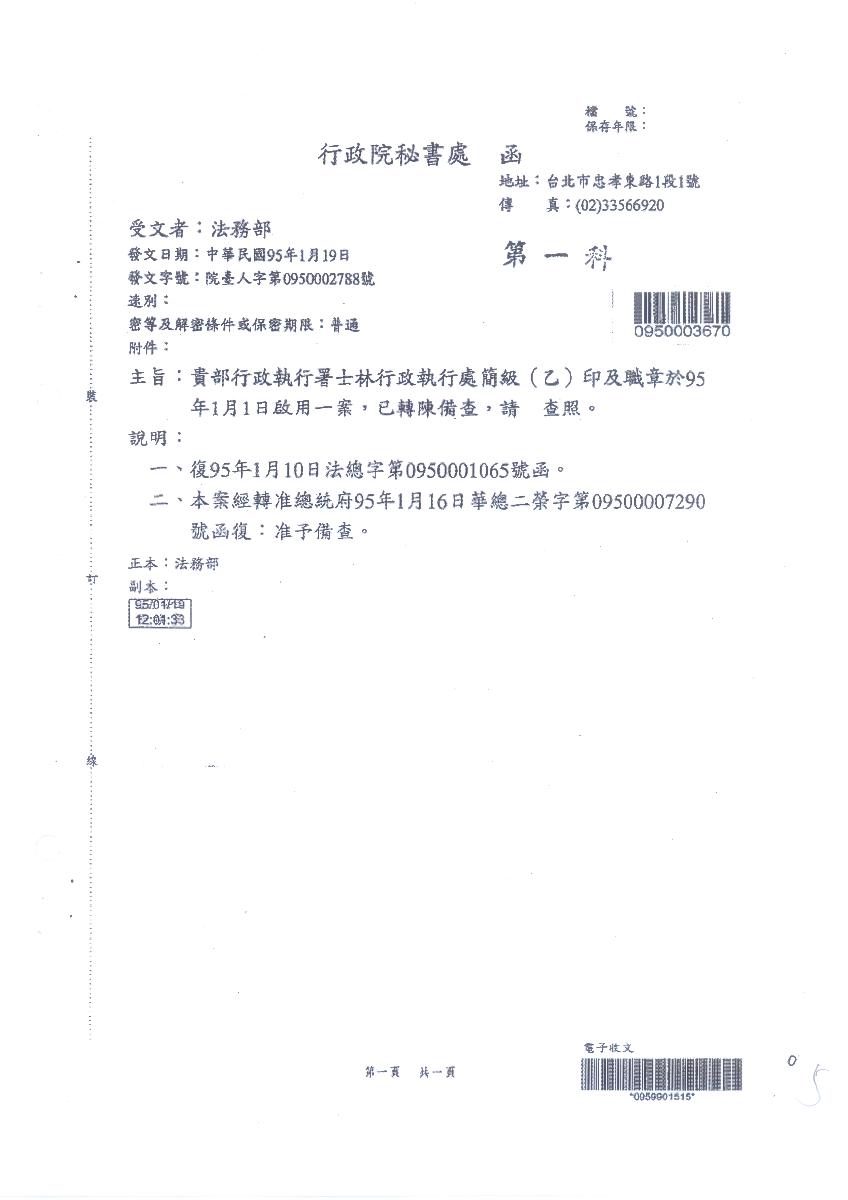 檔　　號：
保存年限：
行政院秘書處　函
地址：台北市忠孝東路1段1號
傳　　真：(02)33566920
受文者：法務部
發文日期：中華民國95年1月19日
第一科
發文字號：院臺人字第0950002788號
速別：
0950003670
密等及解密條件或保密期限：普通
附件：
主旨：貴部行政執行署士林行政執行處簡級（乙）印及職章於95
年1月1日啟用一案，已轉陳備查，請　查照。
裝
說明：
一、復95年1月10日法總字第0950001065號函。
二、本案經轉准總統府95年1月16日華總二榮字第09500007290
號函復：准予備查。
正本：法務部
訂
副本：
95/01/19
線
電子收文
第一頁　共一頁
*0959901515*